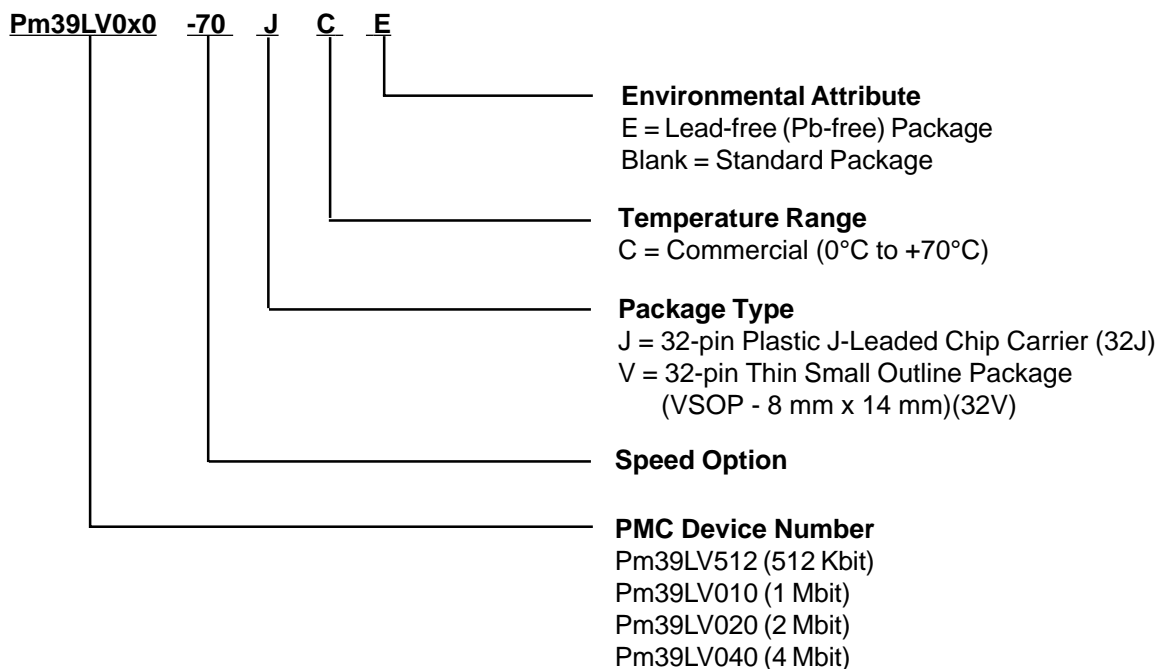 Pm39LV0x0 -70 J C E
Environmental Attribute
E = Lead-free (Pb-free) Package
Blank = Standard Package
Temperature Range
C = Commercial (0°C to +70°C)
Package Type
J = 32-pin Plastic J-Leaded Chip Carrier (32J)
V = 32-pin Thin Small Outline Package
(VSOP - 8 mm x 14 mm)(32V)
Speed Option
PMC Device Number
Pm39LV512 (512 Kbit)
Pm39LV010 (1 Mbit)
Pm39LV020 (2 Mbit)
Pm39LV040 (4 Mbit)